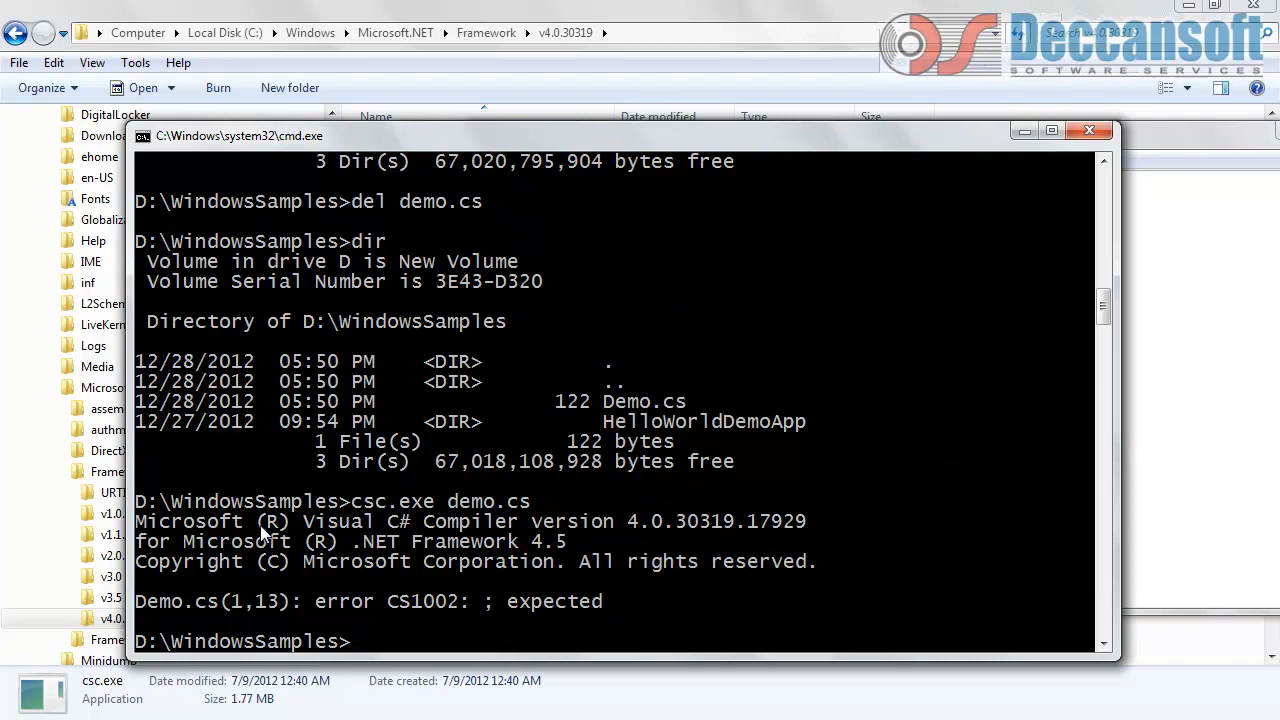 Computer ▸ Local Disk (C:) ▸ ▸ Microsoft.NET ▸ Framework ▸ v4.0.30319 ▸
Search v4.0.30319
Deccansoft
SOFTWARE SERVICES
File Edit View Tools Help
Organize Open Burn New folder
Name Date modified Type Size
DigitalLocker
ehome
en-US
Fonts
Help
IME
inf
Logs
Media
v3.0
v3.5
C:\Windows\system32\cmd.exe
3 Dir(s) 67,020,795,904 bytes free
D:\WindowsSamples>del demo.cs
D:\WindowsSamples>dir
Volume in drive D is New Volume
Volume Serial Number is 3E43-D320
Directory of D:\WindowsSamples
12/28/2012 05:50 PM <DIR> .
12/28/2012 05:50 PM <DIR> ..
12/28/2012 05:50 PM 122 Demo.cs
12/27/2012 09:54 PM <DIR> HelloWorldDemoApp
1 File(s) 122 bytes
3 Dir(s) 67,018,108,928 bytes free
D:\WindowsSamples>csc.exe demo.cs
Microsoft (R) Visual C# Compiler version 4.0.30319.17929
for Microsoft (R) .NET Framework 4.5
Copyright (C) Microsoft Corporation. All rights reserved.
Demo.cs(1,13): error CS1002: ; expected
D:\WindowsSamples>
csc.exe Date modified: 7/9/2012 12:40 AM Date created: 7/9/2012 12:40 AM
Application Size: 1.77 MB